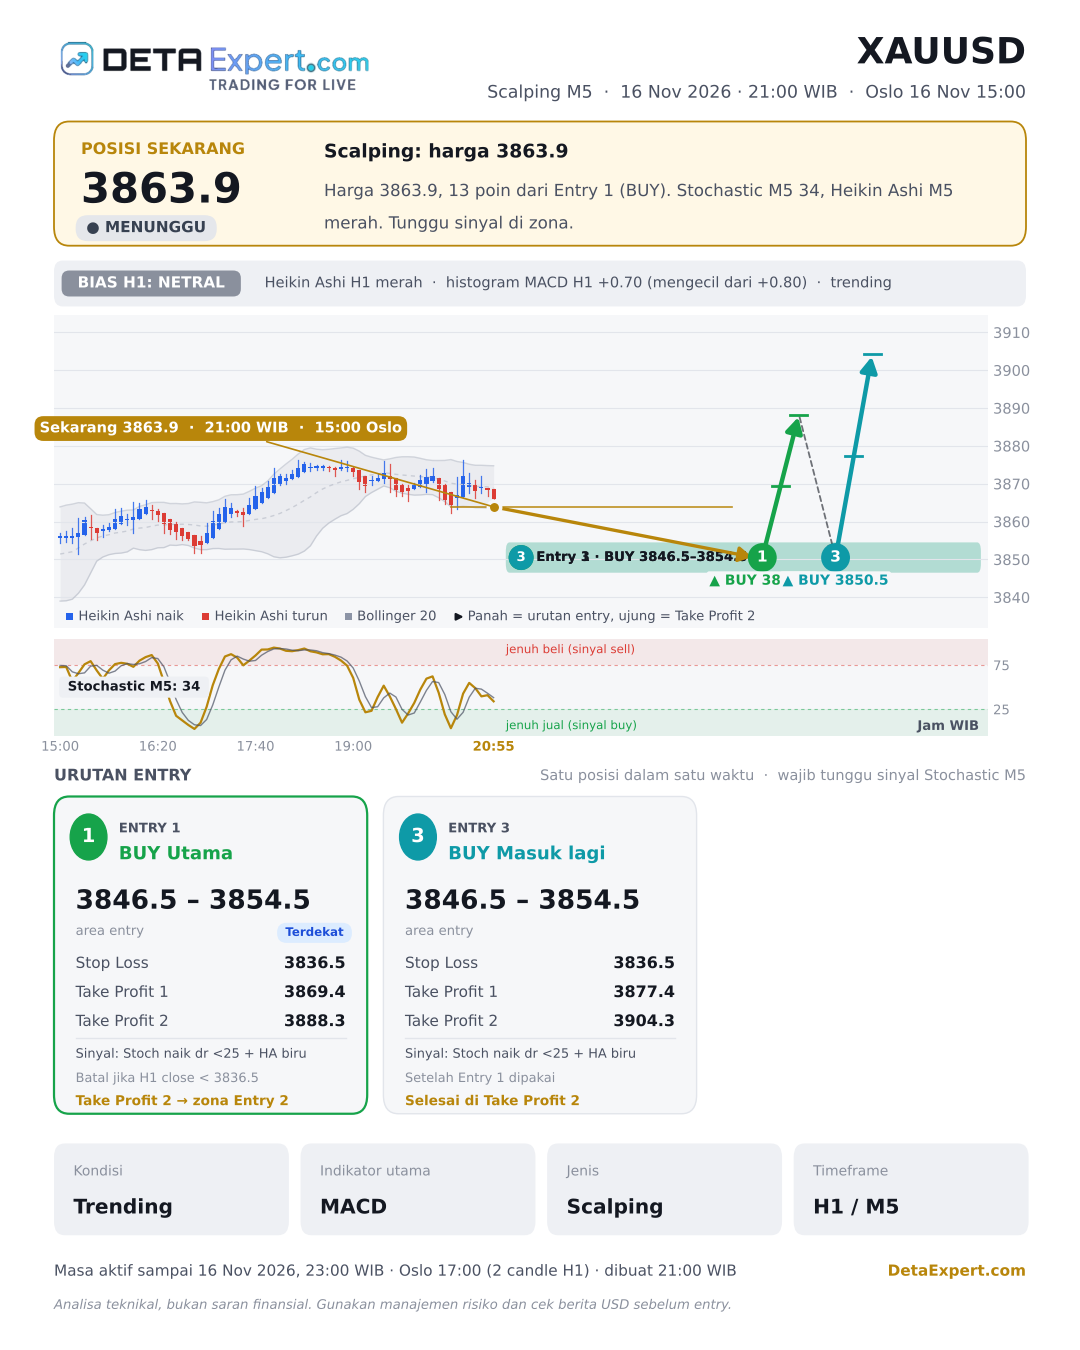 DETA Expert.com
TRADING FOR LIVE
XAUUSD
Scalping M5 · 16 Nov 2026 · 21:00 WIB · Oslo 16 Nov 15:00
POSISI SEKARANG
3863.9
● MENUNGGU
Scalping: harga 3863.9
Harga 3863.9, 13 poin dari Entry 1 (BUY). Stochastic M5 34, Heikin Ashi M5
merah. Tunggu sinyal di zona.
BIAS H1: NETRAL
Heikin Ashi H1 merah · histogram MACD H1 +0.70 (mengecil dari +0.80) · trending
3910
3900
3890
3880
3870
3860
3850
3840
Sekarang 3863.9 · 21:00 WIB · 15:00 Oslo
3
Entry · BUY 3846.5–3854.
1
3
▲ BUY 38
▲ BUY 3850.5
Heikin Ashi naik
Heikin Ashi turun
Bollinger 20
Panah = urutan entry, ujung = Take Profit 2
jenuh beli (sinyal sell)
75
Stochastic M5: 34
25
jenuh jual (sinyal buy)
Jam WIB
15:00
16:20
17:40
19:00
20:55
URUTAN ENTRY
Satu posisi dalam satu waktu · wajib tunggu sinyal Stochastic M5
1
ENTRY 1
BUY Utama
3846.5 – 3854.5
area entry
Terdekat
Stop Loss 3836.5
Take Profit 1 3869.4
Take Profit 2 3888.3
Sinyal: Stoch naik dr <25 + HA biru
Batal jika H1 close < 3836.5
Take Profit 2 → zona Entry 2
3
ENTRY 3
BUY Masuk lagi
3846.5 – 3854.5
area entry
Stop Loss 3836.5
Take Profit 1 3877.4
Take Profit 2 3904.3
Sinyal: Stoch naik dr <25 + HA biru
Setelah Entry 1 dipakai
Selesai di Take Profit 2
Kondisi
Trending
Indikator utama
MACD
Jenis
Scalping
Timeframe
H1 / M5
Masa aktif sampai 16 Nov 2026, 23:00 WIB · Oslo 17:00 (2 candle H1) · dibuat 21:00 WIB
DetaExpert.com
Analisa teknikal, bukan saran finansial. Gunakan manajemen risiko dan cek berita USD sebelum entry.